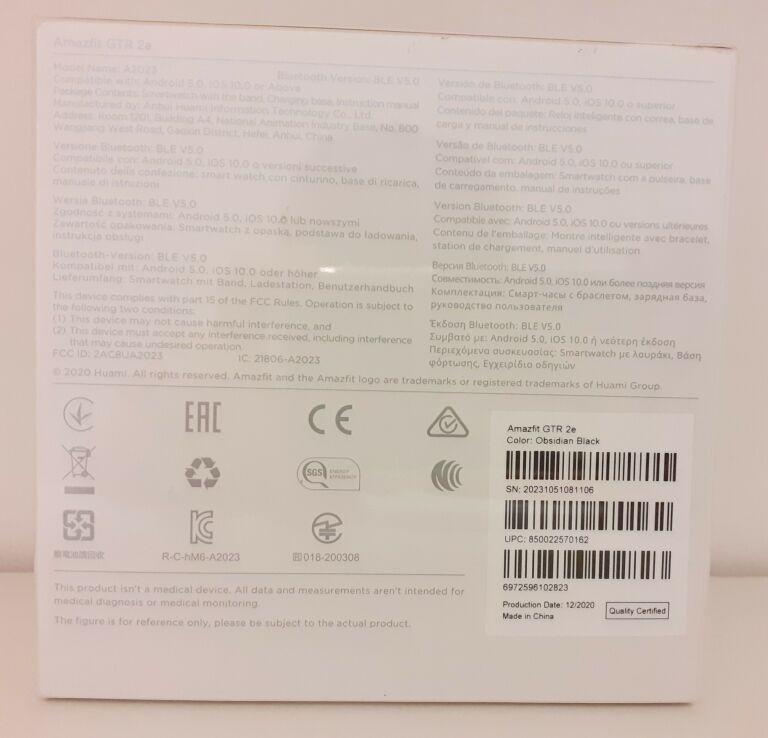 Amazfit GTR 2e
Model Name: A2023
Bluetooth Version: BLE V5.0
Compatible with: Android 5.0, iOS 10.0 or Above
Package Contents: Smartwatch with the band, Charging base, Instruction manual
Manufactured by: Anhui Huami Information Technology Co., Ltd.
Address: Room 1201, Building A4, National Animation Industry Base, No. 800
Wangjiang West Road, Gaoxin District, Hefei, Anhui, China
Versione Bluetooth: BLE V5.0
Compatibile con: Android 5.0, iOS 10.0 o versioni successive
Contenuto della confezione: smart watch con cinturino, base di ricarica,
manuale di istruzioni
Wersja Bluetooth: BLE V5.0
Zgodność z systemami: Android 5.0, iOS 10.0 lub nowszymi
Zawartość opakowania: Smartwatch z opaską, podstawa do ładowania,
instrukcja obsługi
Bluetooth-Version: BLE V5.0
Kompatibel mit: Android 5.0, iOS 10.0 oder höher
Lieferumfang: Smartwatch mit Band, Ladestation, Benutzerhandbuch
This device complies with part 15 of the FCC Rules. Operation is subject to
the following two conditions:
(1) This device may not cause harmful interference, and
(2) This device must accept any interference received, including interference
that may cause undesired operation.
FCC ID: 2AC8UA2023
IC: 21806-A2023
Versión de Bluetooth: BLE V5.0
Compatible con: Android 5.0, iOS 10.0 o superior
Contenido del paquete: Reloj inteligente con correa, base de
carga y manual de instrucciones
Versão de Bluetooth: BLE V5.0
Compatível com: Android 5.0, iOS 10.0 ou superior
Conteúdo da embalagem: Smartwatch com a pulseira, base
de carregamento, manual de instruções
Version Bluetooth: BLE V5.0
Compatible avec: Android 5.0, iOS 10.0 ou versions ultérieures
Contenu de l'emballage: Montre intelligente avec bracelet,
station de chargement, manuel d'utilisation
Версия Bluetooth: BLE V5.0
Совместимость: Android 5.0, iOS 10.0 или более поздняя версия
Комплектация: Смарт-часы с браслетом, зарядная база,
руководство пользователя
Έκδοση Bluetooth: BLE V5.0
Συμβατό με: Android 5.0, iOS 10.0 ή νεότερη έκδοση
Περιεχόμενα συσκευασίας: Smartwatch με λουράκι, Βάση
φόρτωσης, Εγχειρίδιο οδηγιών
© 2020 Huami. All rights reserved. Amazfit and the Amazfit logo are trademarks or registered trademarks of Huami Group.
EAC
CE
SGS ENERGY EFFICIENCY
廢電池請回收
R-C-hM6-A2023
018-200308
This product isn't a medical device. All data and measurements aren't intended for
medical diagnosis or medical monitoring.
The figure is for reference only, please be subject to the actual product.
Amazfit GTR 2e
Color: Obsidian Black
SN: 20231051081106
UPC: 850022570162
6972596102823
Production Date: 12/2020
Made in China
Quality Certified